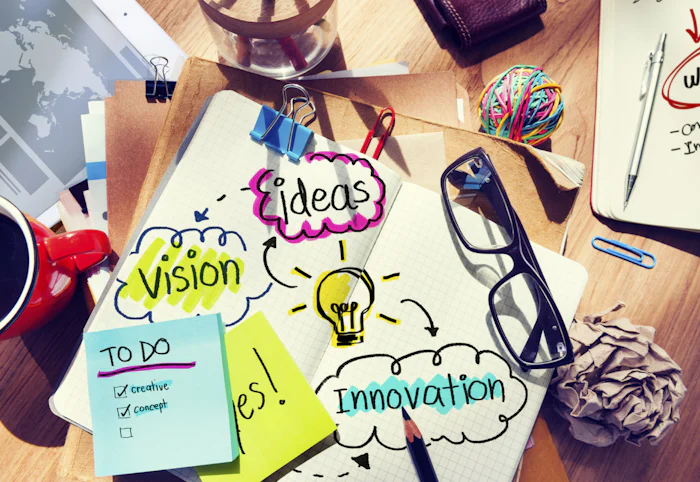 ideas
Vision
TO DO
creative
concept
yes!
Innovation